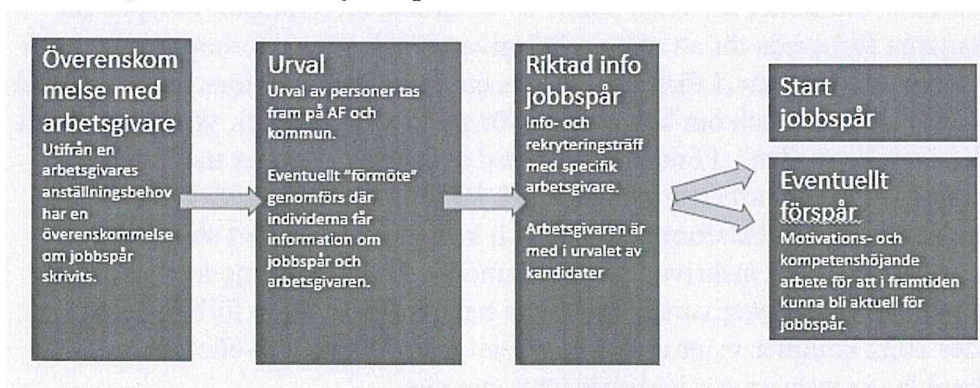 Överenskom
melse med
arbetsgivare
Utifrån en
arbetsgivares
anställningsbehov
har en
överenskommelse
om jobbspår
skrivits.
Urval
Urval av personer tas
fram på AF och
kommun.
Eventuellt "förmöte"
genomförs där
individerna får
information om
jobbspår och
arbetsgivaren.
Riktad info
jobbspår
Info- och
rekryteringsträff
med specifik
arbetsgivare.
Arbetsgivaren är
med i urvalet av
kandidater
Start
jobbspår
Eventuellt
förspår
Motivations- och
kompetenshöjande
arbete för att i framtiden
kunna bli aktuell för
jobbspår.